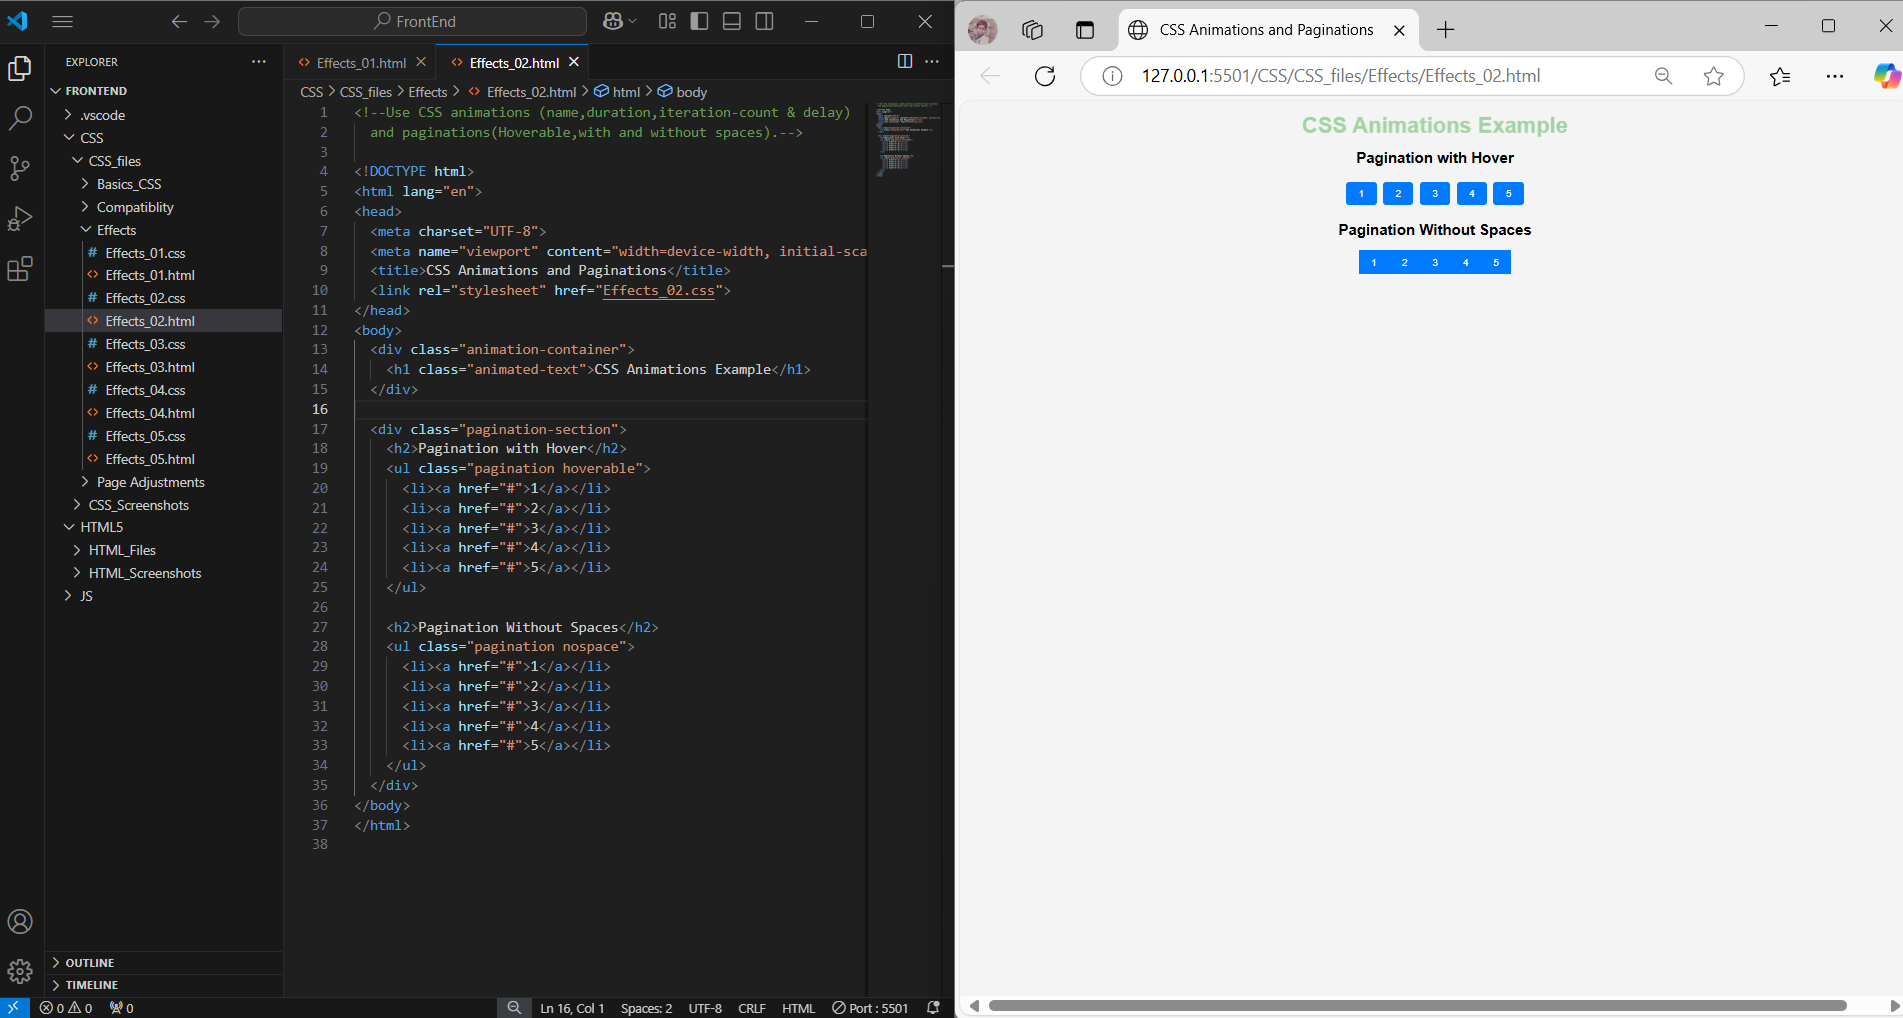 FrontEnd
EXPLORER
FRONTEND
.vscode
CSS
CSS_files
Basics_CSS
Compatiblity
Effects
# Effects_01.css
<> Effects_01.html
# Effects_02.css
<> Effects_02.html
# Effects_03.css
<> Effects_03.html
# Effects_04.css
<> Effects_04.html
# Effects_05.css
<> Effects_05.html
Page Adjustments
CSS_Screenshots
HTML5
HTML_Files
HTML_Screenshots
JS
OUTLINE
TIMELINE
<> Effects_01.html
<> Effects_02.html
CSS > CSS_files > Effects > <> Effects_02.html > html > body
1 <!--Use CSS animations (name,duration,iteration-count & delay)
2 and paginations(Hoverable,with and without spaces).-->
3
4 <!DOCTYPE html>
5 <html lang="en">
6 <head>
7 <meta charset="UTF-8">
8 <meta name="viewport" content="width=device-width, initial-sca
9 <title>CSS Animations and Paginations</title>
10 <link rel="stylesheet" href="Effects_02.css">
11 </head>
12 <body>
13 <div class="animation-container">
14 <h1 class="animated-text">CSS Animations Example</h1>
15 </div>
16
17 <div class="pagination-section">
18 <h2>Pagination with Hover</h2>
19 <ul class="pagination hoverable">
20 <li><a href="#">1</a></li>
21 <li><a href="#">2</a></li>
22 <li><a href="#">3</a></li>
23 <li><a href="#">4</a></li>
24 <li><a href="#">5</a></li>
25 </ul>
26
27 <h2>Pagination Without Spaces</h2>
28 <ul class="pagination nospace">
29 <li><a href="#">1</a></li>
30 <li><a href="#">2</a></li>
31 <li><a href="#">3</a></li>
32 <li><a href="#">4</a></li>
33 <li><a href="#">5</a></li>
34 </ul>
35 </div>
36 </body>
37 </html>
38
0 0 0 Ln 16, Col 1 Spaces: 2 UTF-8 CRLF HTML Port : 5501
CSS Animations and Paginations
127.0.0.1:5501/CSS/CSS_files/Effects/Effects_02.html
CSS Animations Example
Pagination with Hover
1 2 3 4 5
Pagination Without Spaces
1 2 3 4 5